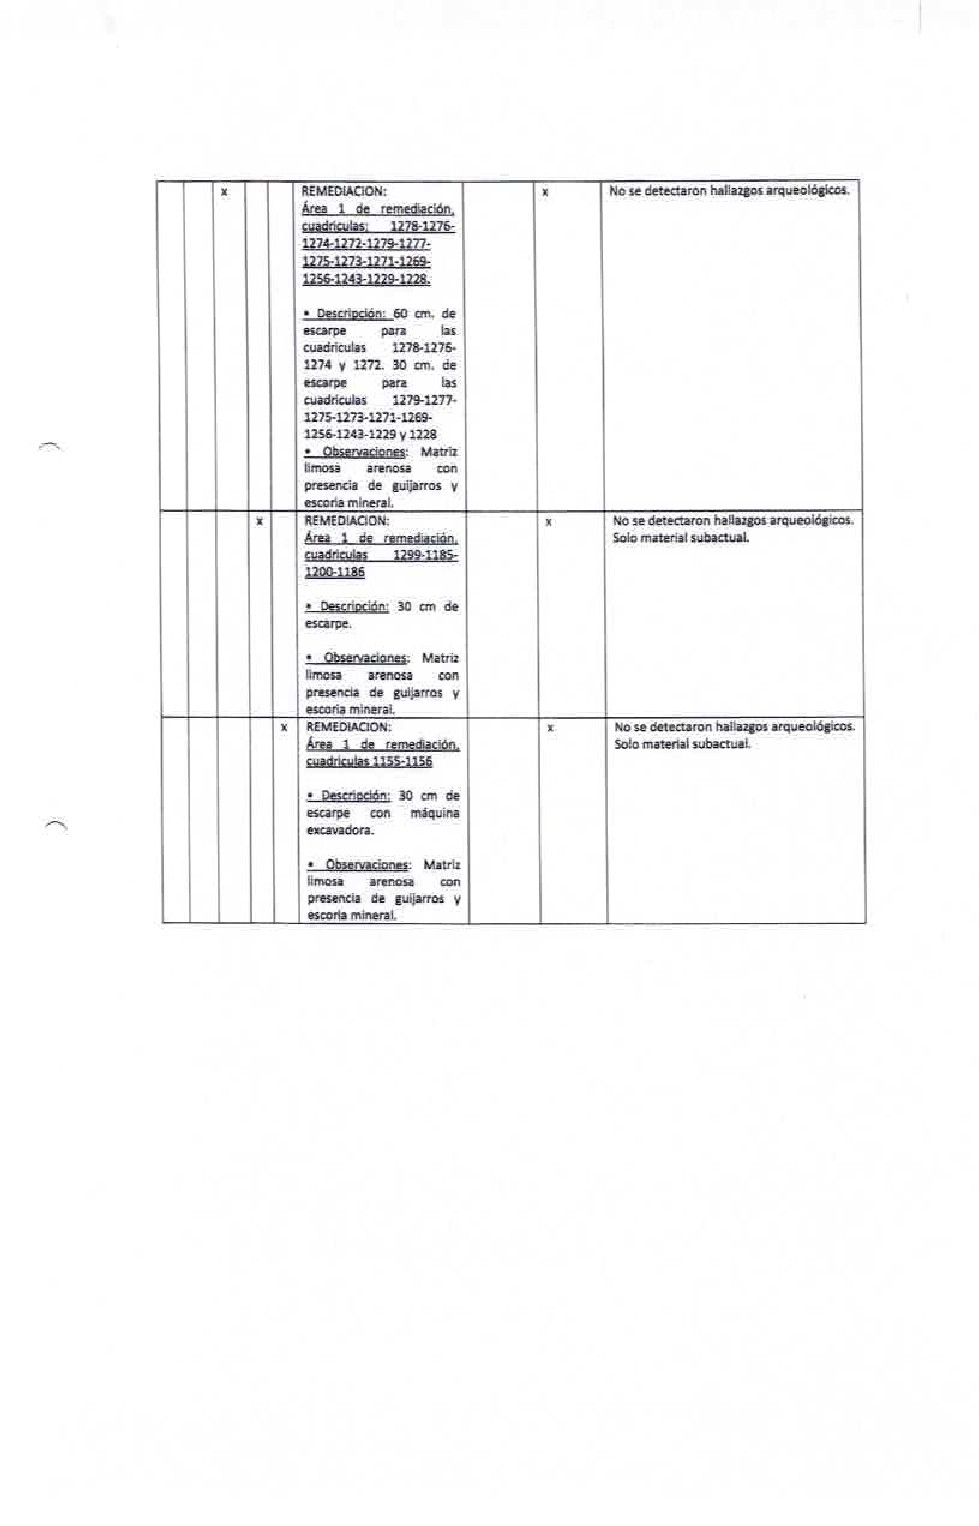 x REMEDIACION: x No se detectaron hallazgos arqueológicos.
Área 1 de remediación,
cuadriculas: 1278-1276-
1274-1272-1279-1277-
1275-1273-1271-1269-
1256-1243-1229-1228.
• Descripción: 60 cm. de
escarpe para las
cuadriculas 1278-1276-
1274 y 1272. 30 cm. de
escarpe para las
cuadriculas 1279-1277-
1275-1273-1271-1269-
1256-1243-1229 y 1228
• Observaciones: Matriz
limosa arenosa con
presencia de guijarros y
escoria mineral.
x REMEDIACION: x No se detectaron hallazgos arqueológicos.
Área 1 de remediación, Solo material subactual.
cuadriculas 1299-1185-
1200-1186
• Descripción: 30 cm de
escarpe.
• Observaciones: Matriz
limosa arenosa con
presencia de guijarros y
escoria mineral.
x REMEDIACION: x No se detectaron hallazgos arqueológicos.
Área 1 de remediación, Solo material subactual.
cuadriculas 1155-1156
• Descripción: 30 cm de
escarpe con máquina
excavadora.
• Observaciones: Matriz
limosa arenosa con
presencia de guijarros y
escoria mineral.